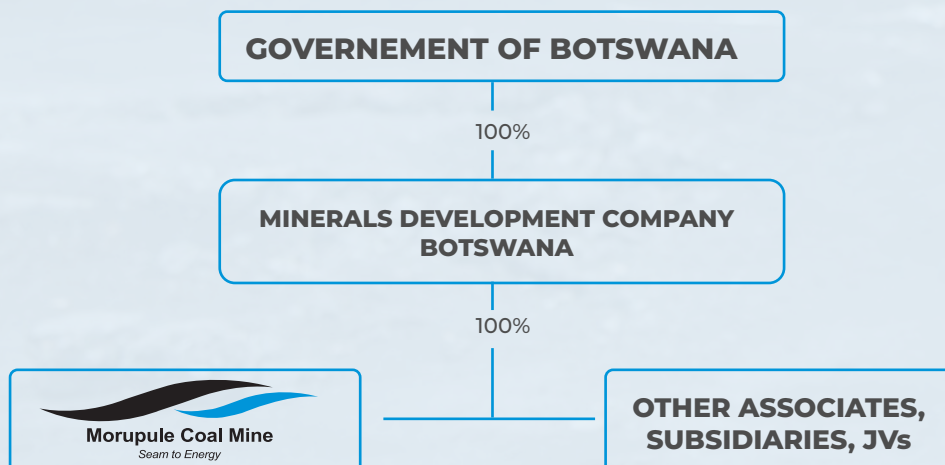 GOVERNEMENT OF BOTSWANA
100%
MINERALS DEVELOPMENT COMPANY
BOTSWANA
100%
Morupule Coal Mine
Seam to Energy
OTHER ASSOCIATES,
SUBSIDIARIES, JVs